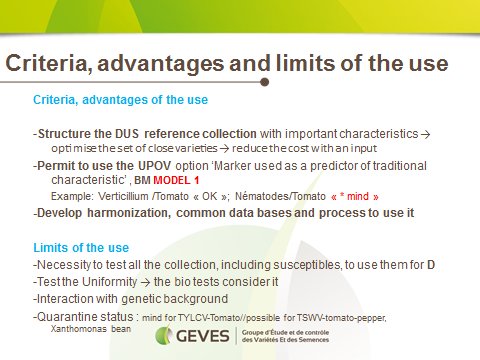 Criteria, advantages and limits of the use
Criteria, advantages of the use
-Structure the DUS reference collection with important characteristics →
optimise the set of close varieties → reduce the cost with an input
-Permit to use the UPOV option ‘Marker used as a predictor of traditional
characteristic’ , BM MODEL 1
Example: Verticillium /Tomato « OK »; Nématodes/Tomato « * mind »
-Develop harmonization, common data bases and process to use it
Limits of the use
-Necessity to test all the collection, including susceptibles, to use them for D
-Test the Uniformity → the bio tests consider it
-Interaction with genetic background
-Quarantine status : mind for TYLCV-Tomato//possible for TSWV-tomato-pepper,
Xanthomonas bean
GEVES
Groupe d'Étude et de contrôle
des Variétés Et des Semences